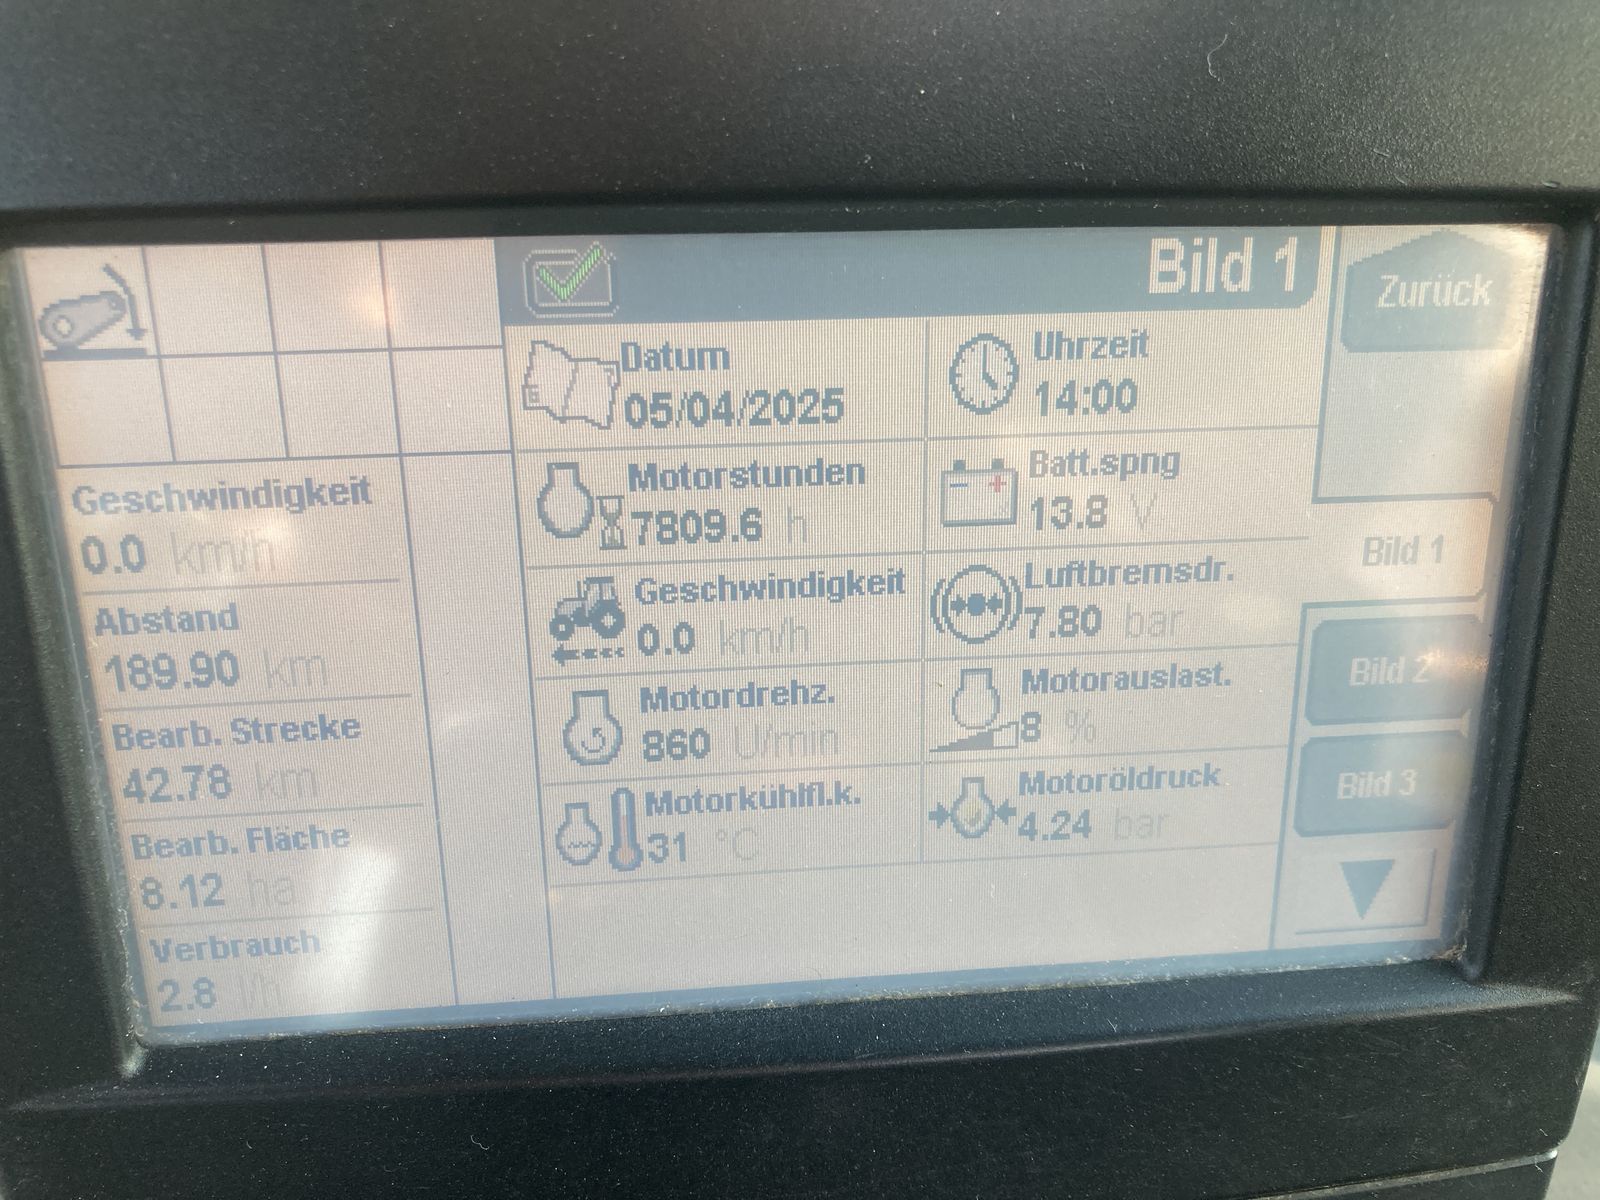 Bild 1
Zurück
Datum
05/04/2025
Uhrzeit
14:00
Motorstunden
7809.6 h
Batt.spng
13.8 V
Geschwindigkeit
0.0 km/h
Luftbremsdr.
7.80 bar
Motordrehz.
860 U/min
Motorauslast.
8 %
Motorkühlfl.k.
31 °C
Motoröldruck
4.24 bar
Geschwindigkeit
0.0 km/h
Abstand
189.90 km
Bearb. Strecke
42.78 km
Bearb. Fläche
8.12 ha
Verbrauch
2.8 l/h
Bild 1
Bild 2
Bild 3